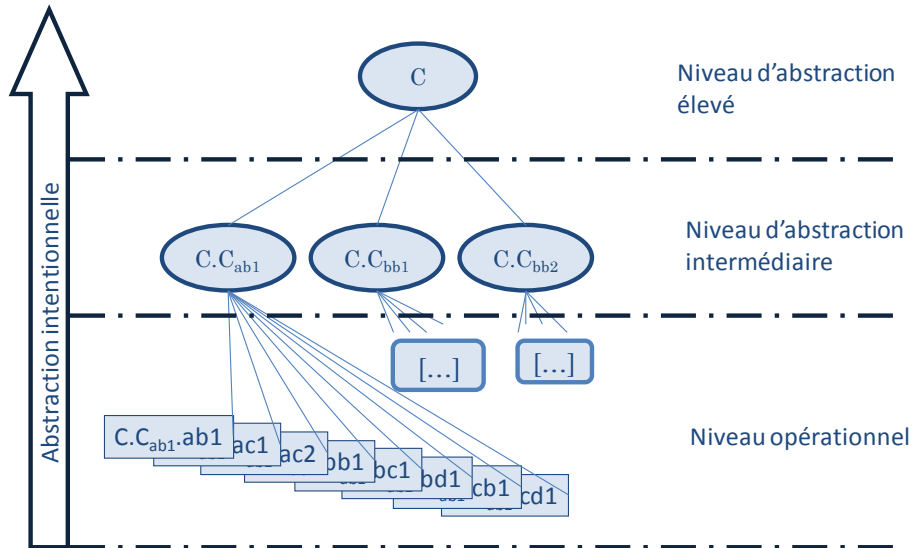 C
Niveau d'abstraction
élevé
Abstraction intentionnelle
C.Cab1
C.Cbb1
C.Cbb2
Niveau d'abstraction
intermédiaire
[...]
[...]
C.Cab1.ab1
ac1
ac2
bb1
bc1
bd1
cb1
cd1
Niveau opérationnel